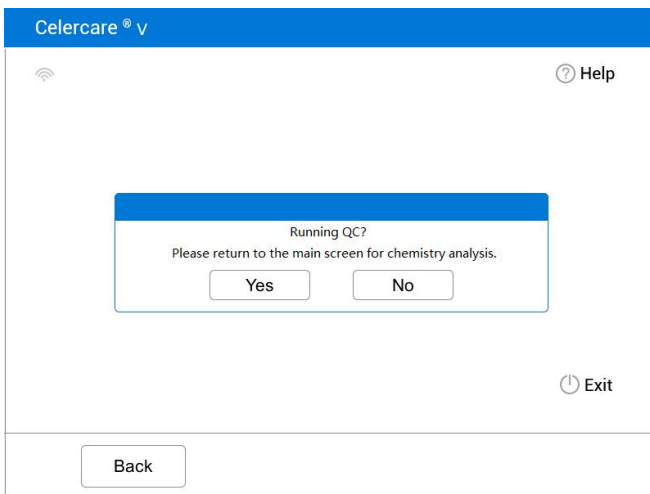 Celercare ® V
Help
Running QC?
Please return to the main screen for chemistry analysis.
Yes No
Exit
Back